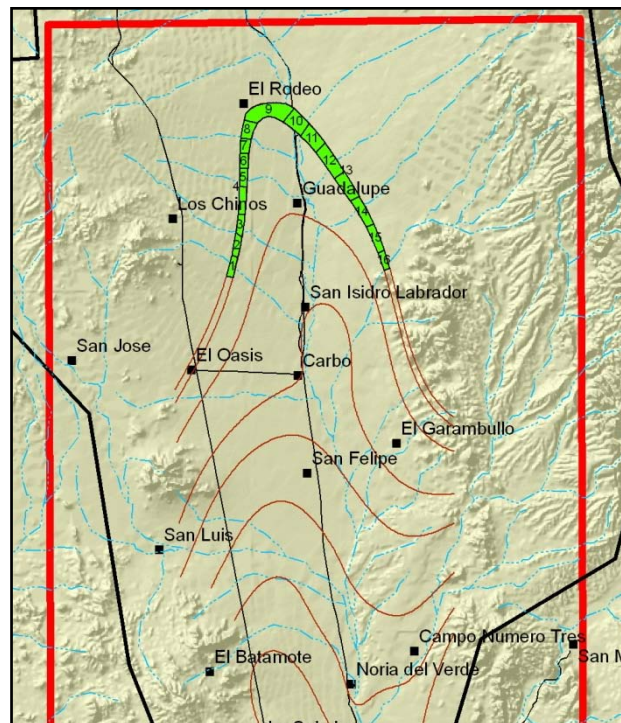 El Rodeo
9
10
8
11
7
12
6
13
5
4
Guadalupe
14
Los Chinos
3
15
2
16
1
San Isidro Labrador
San Jose
El Oasis
Carbo
El Garambullo
San Felipe
San Luis
Campo Numero Tres
San M
El Batamote
Noria del Verde